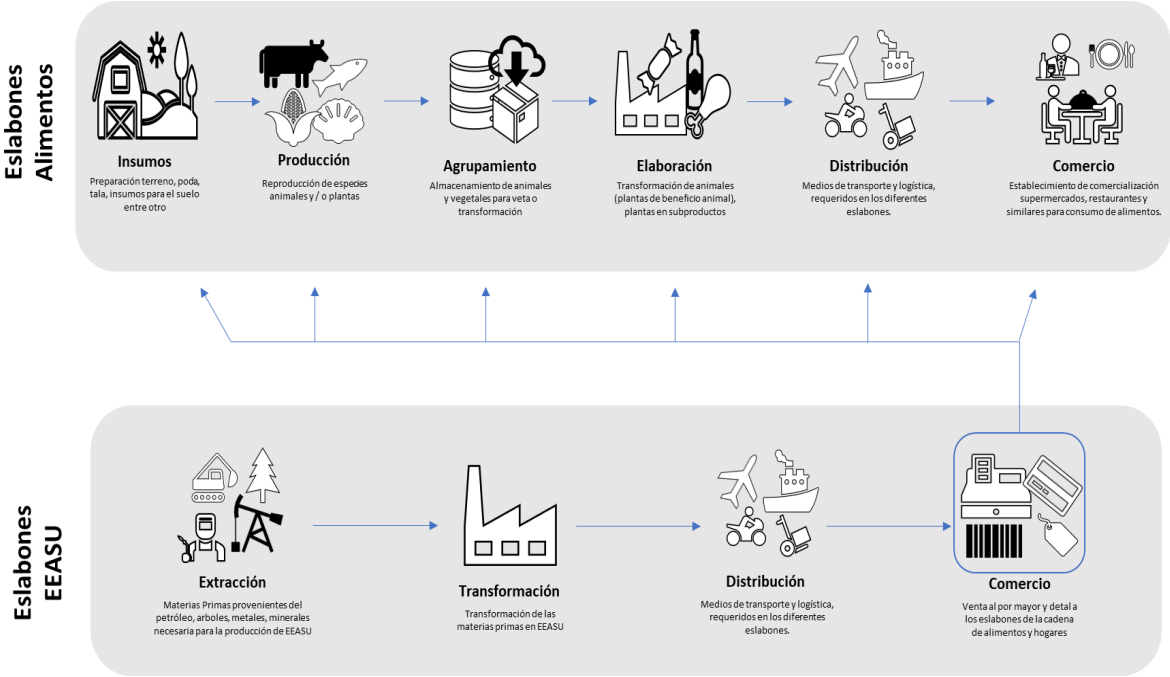 Eslabones
Alimentos
Insumos
Preparación terreno, poda,
tala, insumos para el suelo
entre otro
Producción
Reproducción de especies
animales y / o plantas
Agrupamiento
Almacenamiento de animales
y vegetales para veta o
transformación
Elaboración
Transformación de animales
(plantas de beneficio animal),
plantas en subproductos
Distribución
Medios de transporte y logística,
requeridos en los diferentes
eslabones.
Comercio
Establecimiento de comercialización
supermercados, restaurantes y
similares para consumo de alimentos.
Eslabones
EEASU
Extracción
Materias Primas provenientes del
petróleo, arboles, metales, minerales
necesaria para la producción de EEASU
Transformación
Transformación de las
materias primas en EEASU
Distribución
Medios de transporte y logística,
requeridos en los diferentes
eslabones.
Comercio
Venta al por mayor y detal a
los eslabones de la cadena
de alimentos y hogares